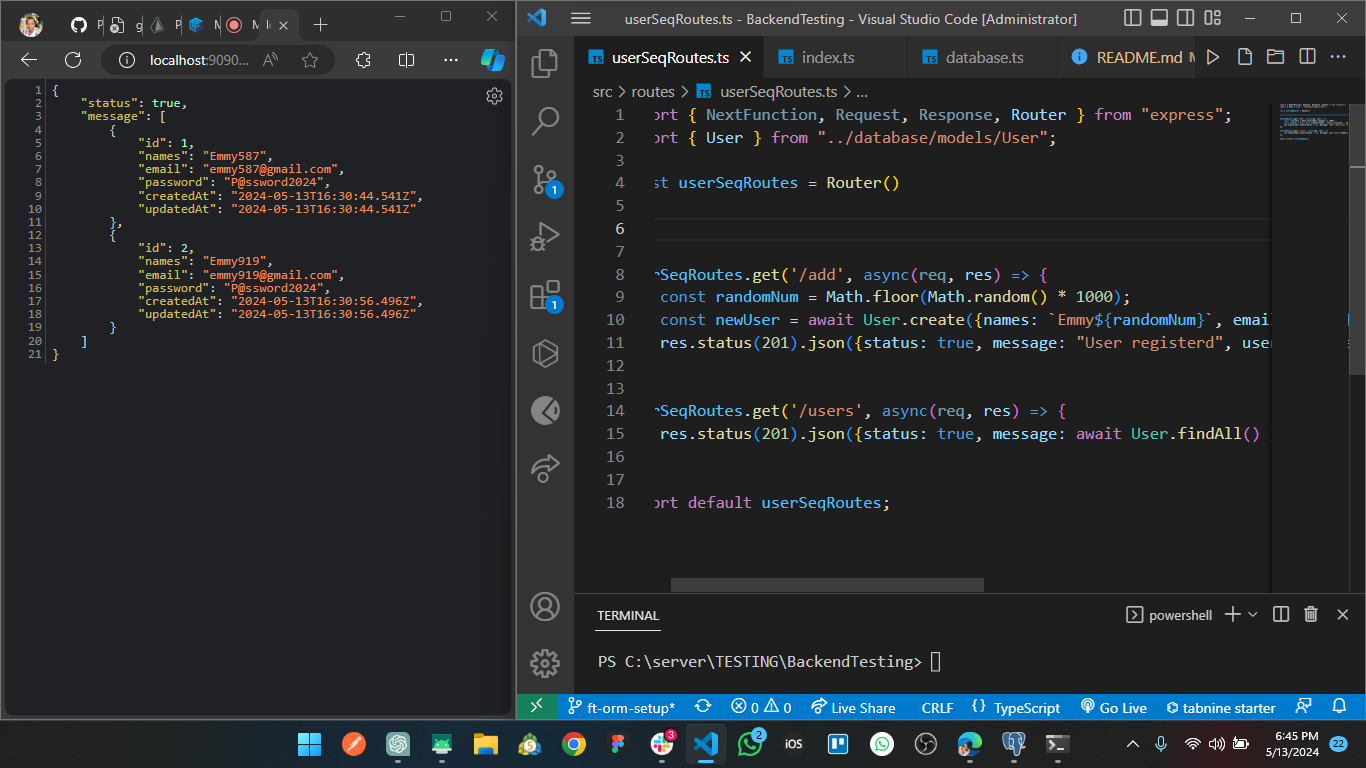 localhost:9090...
1 {
2 "status": true,
3 "message": [
4 {
5 "id": 1,
6 "names": "Emmy587",
7 "email": "emmy587@gmail.com",
8 "password": "P@ssword2024",
9 "createdAt": "2024-05-13T16:30:44.541Z",
10 "updatedAt": "2024-05-13T16:30:44.541Z"
11 },
12 {
13 "id": 2,
14 "names": "Emmy919",
15 "email": "emmy919@gmail.com",
16 "password": "P@ssword2024",
17 "createdAt": "2024-05-13T16:30:56.496Z",
18 "updatedAt": "2024-05-13T16:30:56.496Z"
19 }
20 ]
21 }
userSeqRoutes.ts - BackendTesting - Visual Studio Code [Administrator]
TS userSeqRoutes.ts
TS index.ts
TS database.ts
README.md M
src > routes > TS userSeqRoutes.ts > ...
1 ort { NextFunction, Request, Response, Router } from "express";
2 ort { User } from "../database/models/User";
3
4 st userSeqRoutes = Router()
5
6
7
8 rSeqRoutes.get('/add', async(req, res) => {
9 const randomNum = Math.floor(Math.random() * 1000);
10 const newUser = await User.create({names: `Emmy${randomNum}`, email
11 res.status(201).json({status: true, message: "User registerd", user
12
13
14 rSeqRoutes.get('/users', async(req, res) => {
15 res.status(201).json({status: true, message: await User.findAll()
16
17
18 ort default userSeqRoutes;
1
1
TERMINAL
powershell
PS C:\server\TESTING\BackendTesting>
ft-orm-setup*
0
0
Live Share
CRLF
{} TypeScript
Go Live
tabnine starter
3
2
iOS
6:45 PM
5/13/2024
22